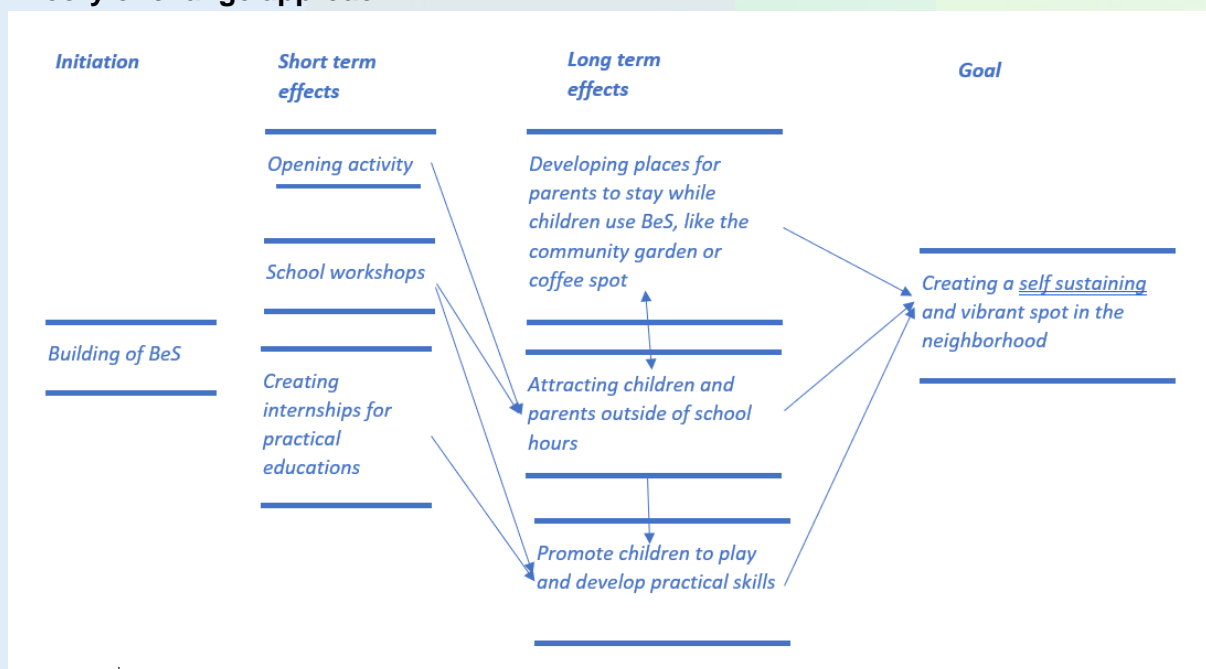 Initiation
Short term
effects
Long term
effects
Goal
Opening activity
School workshops
Creating
internships for
practical
educations
Building of BeS
Developing places for
parents to stay while
children use BeS, like the
community garden or
coffee spot
Attracting children and
parents outside of school
hours
Promote children to play
and develop practical skills
Creating a self sustaining
and vibrant spot in the
neighborhood